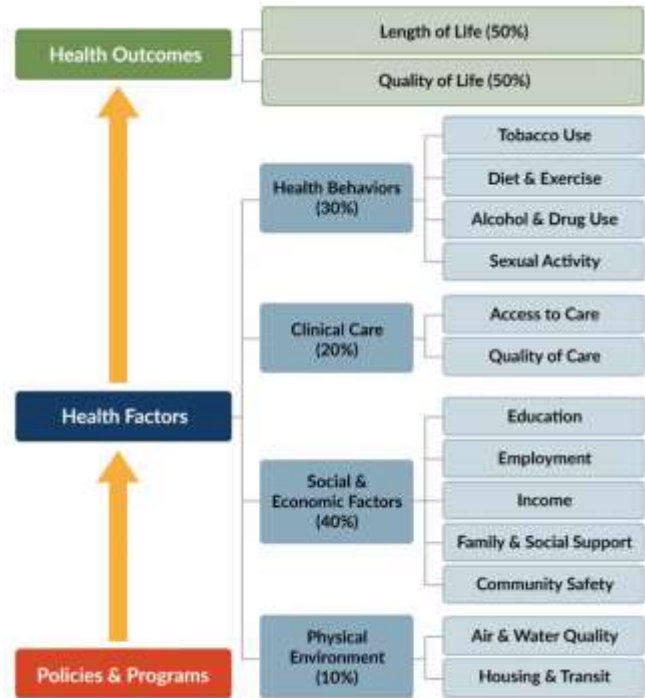 Health Outcomes
Length of Life (50%)
Quality of Life (50%)
Health Factors
Health Behaviors
(30%)
Tobacco Use
Diet & Exercise
Alcohol & Drug Use
Sexual Activity
Clinical Care
(20%)
Access to Care
Quality of Care
Social &
Economic Factors
(40%)
Education
Employment
Income
Family & Social Support
Community Safety
Physical
Environment
(10%)
Air & Water Quality
Housing & Transit
Policies & Programs